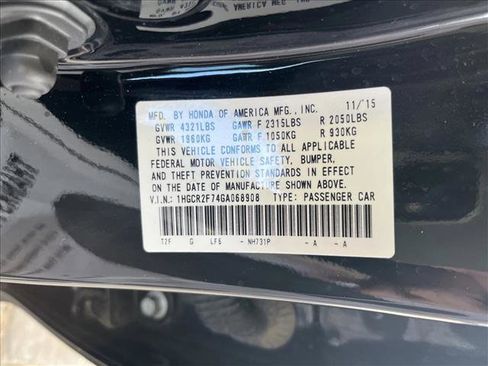 MFD. BY HONDA OF AMERICA MFG., INC. 11/15
GVWR 4321LBS GAWR F 2315LBS R 2050LBS
GVWR 1960KG GAWR F 1050KG R 930KG
THIS VEHICLE CONFORMS TO ALL APPLICABLE
FEDERAL MOTOR VEHICLE SAFETY, BUMPER,
AND THEFT PREVENTION STANDARDS IN EFFECT
ON THE DATE OF MANUFACTURE SHOWN ABOVE.
V.I.N.: 1HGCR2F74GA068908 TYPE: PASSENGER CAR
T2F G LF6 - NH731P - A - A